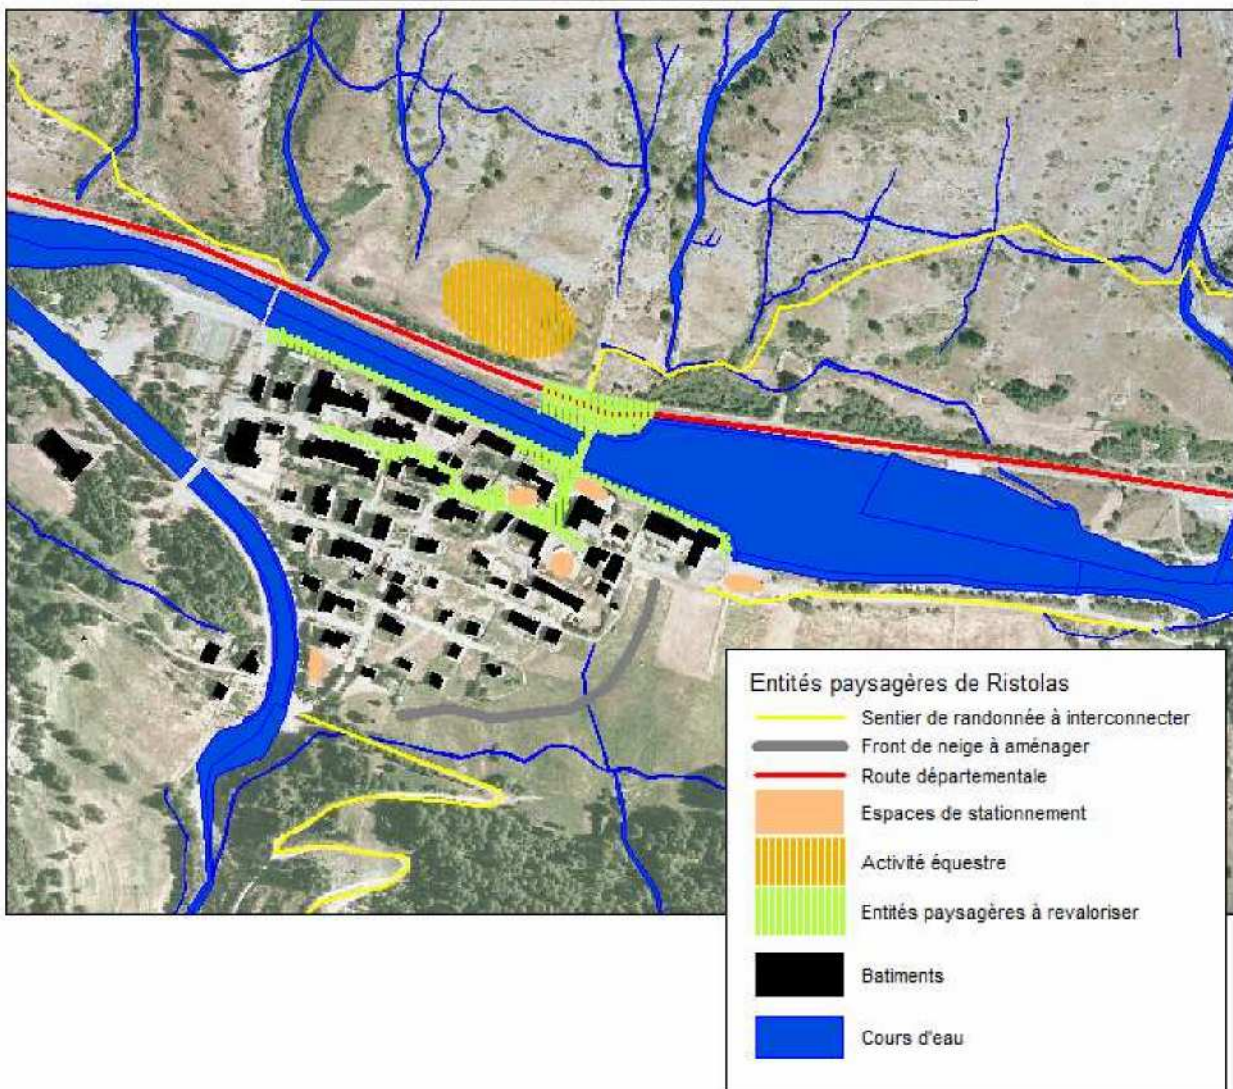 Entités paysagères de Ristolas
Sentier de randonnée à interconnecter
Front de neige à aménager
Route départementale
Espaces de stationnement
Activité équestre
Entités paysagères à revaloriser
Batiments
Cours d'eau